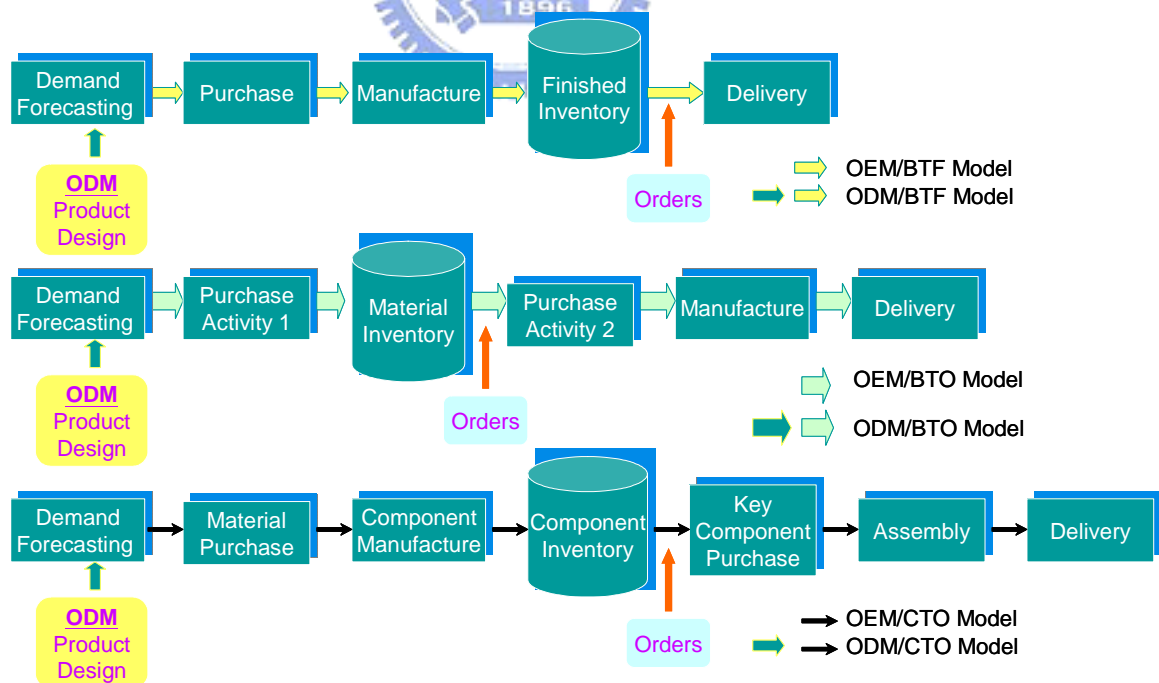 1896
Demand
Forecasting
Purchase
Manufacture
Finished
Inventory
Delivery
ODM
Product
Design
Orders
OEM/BTF Model
ODM/BTF Model
Demand
Forecasting
Purchase
Activity 1
Material
Inventory
Purchase
Activity 2
Manufacture
Delivery
ODM
Product
Design
Orders
OEM/BTO Model
ODM/BTO Model
Demand
Forecasting
Material
Purchase
Component
Manufacture
Component
Inventory
Key
Component
Purchase
Assembly
Delivery
ODM
Product
Design
Orders
OEM/CTO Model
ODM/CTO Model